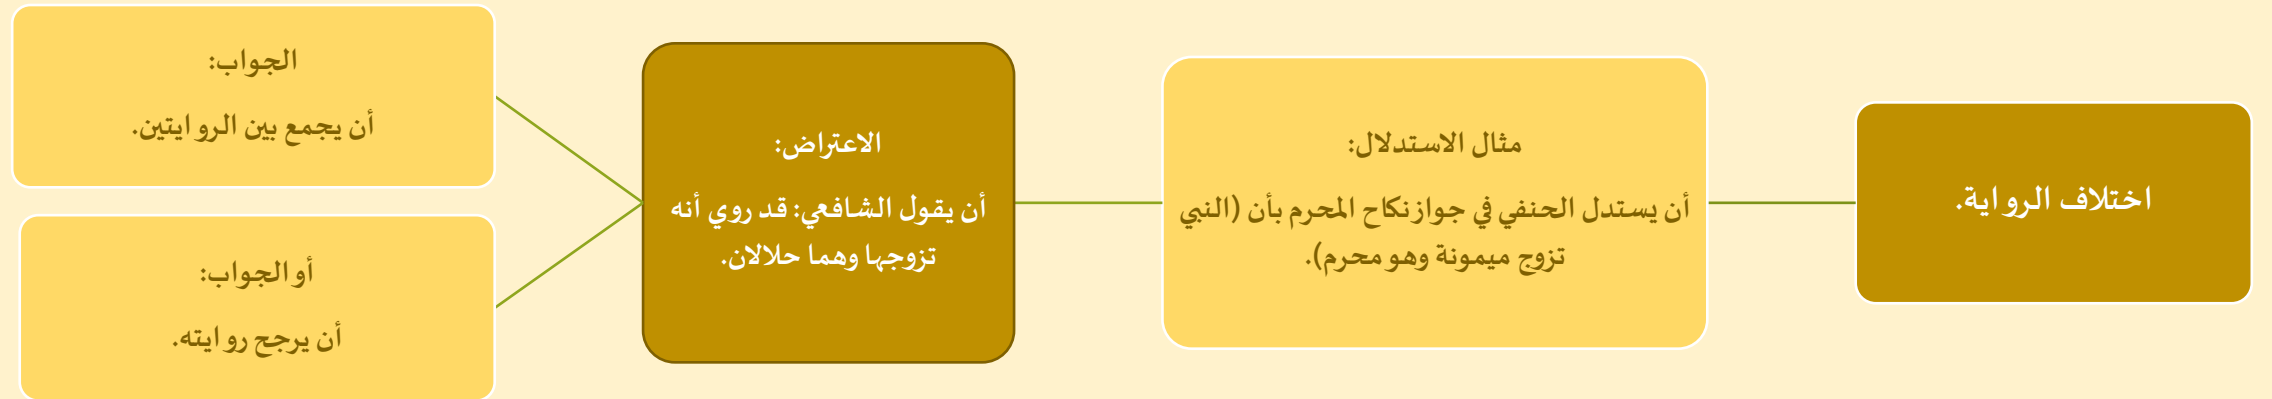 اختلاف الرواية.
مثال الاستدلال:
أن يستدل الحنفي في جواز نكاح المحرم بأن (النبي
تزوج ميمونة وهو محرم).
الاعتراض:
أن يقول الشافعي: قد روي أنه
تزوجها وهما حلالان.
الجواب:
أن يجمع بين الروايتين.
أو الجواب:
أن يرجح روايته.